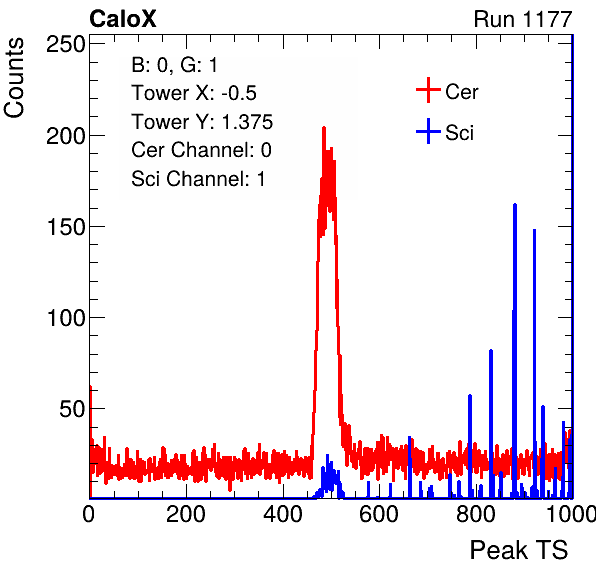 CaloX
Run 1177
Counts
250
200
150
100
50
B: 0, G: 1
Tower X: -0.5
Tower Y: 1.375
Cer Channel: 0
Sci Channel: 1
Cer
Sci
0
200
400
600
800
1000
Peak TS